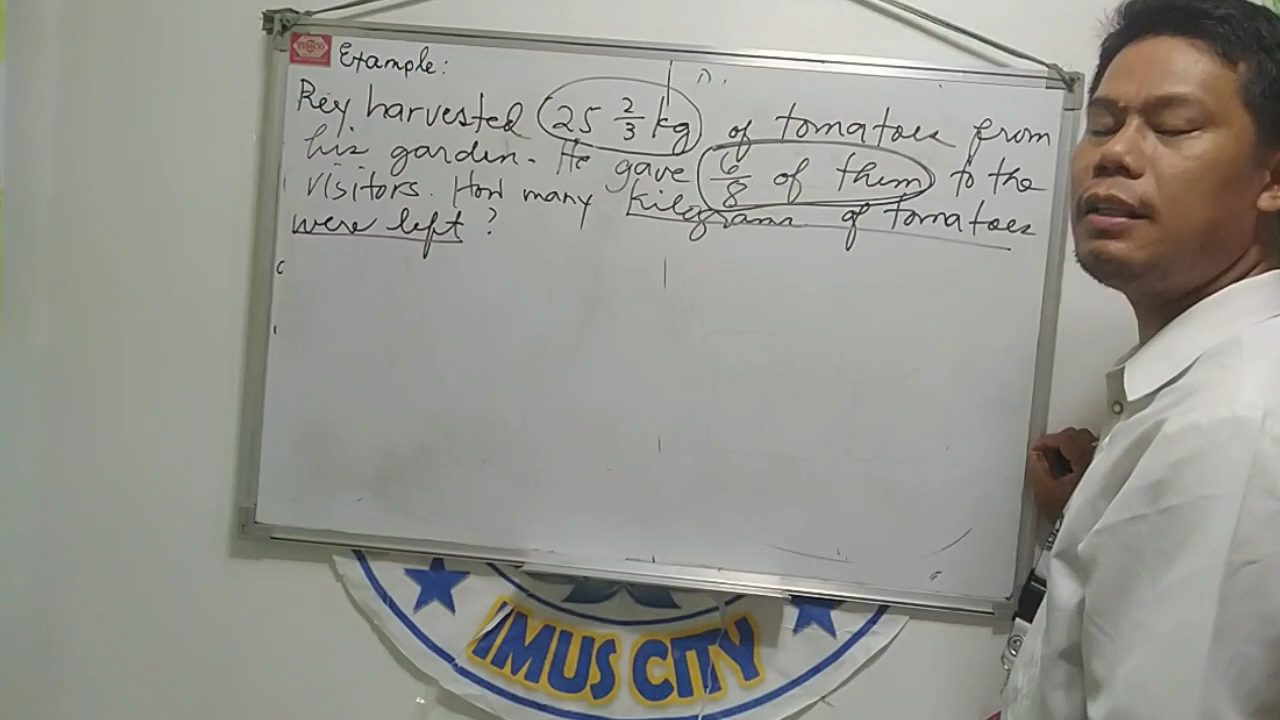 Example:
Rey harvested 25 2/3 kg of tomatoes from
his garden. He gave 6/8 of them to the
visitors. How many kilograms of tomatoes
were left?
IMUS CITY